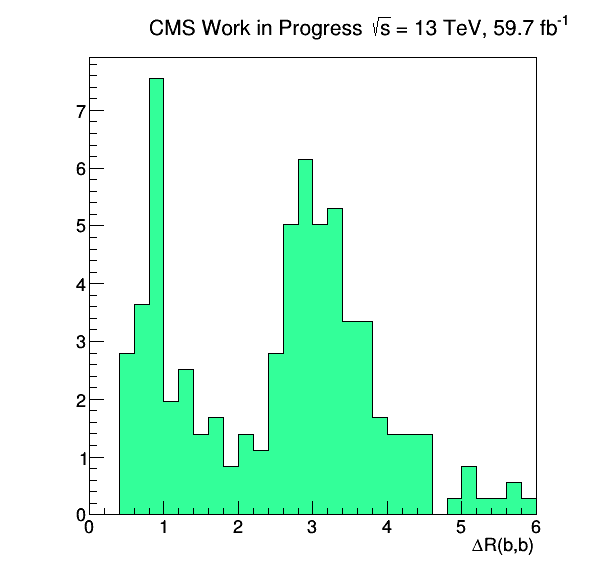 CMS Work in Progress √s = 13 TeV, 59.7 fb⁻¹
7
6
5
4
3
2
1
0
0 1 2 3 4 5 6
ΔR(b,b)